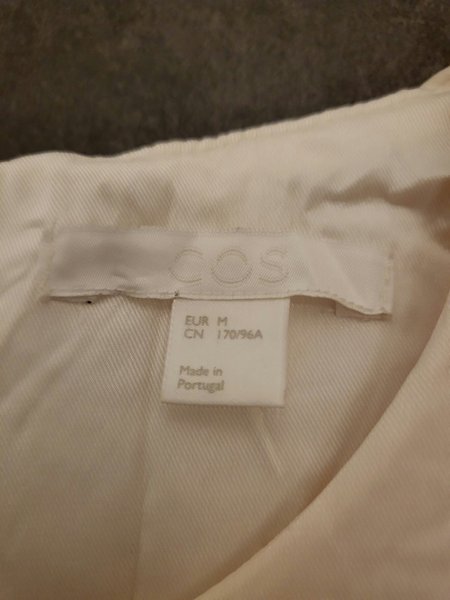 COS
EUR M
CN 170/96A
Made in
Portugal